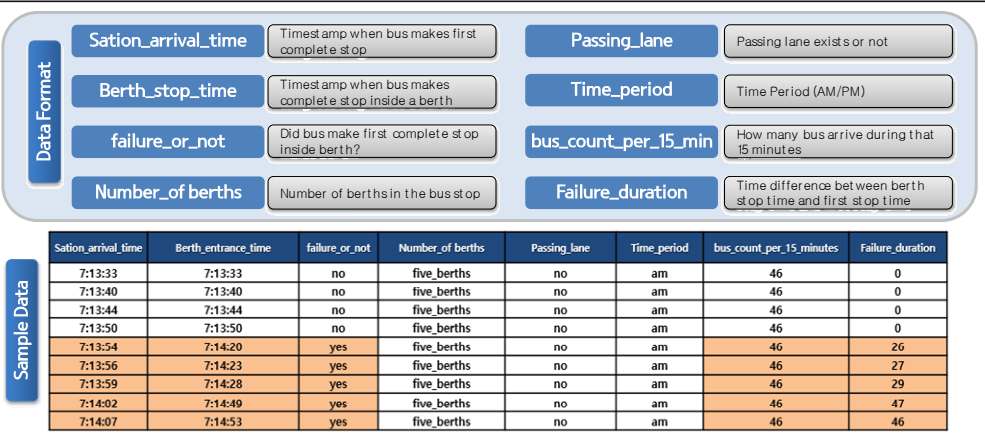 Data Format
Sation_arrival_time
Timestamp when bus makes first
complete stop
Passing_lane
Passing lane exists or not
Berth_stop_time
Timestamp when bus makes
complete stop inside a berth
Time_period
Time Period (AM/PM)
failure_or_not
Did bus make first complete stop
inside berth?
bus_count_per_15_min
How many bus arrive during that
15 minutes
Number_of berths
Number of berths in the bus stop
Failure_duration
Time difference between berth
stop time and first stop time
Sample Data
Sation_arrival_time Berth_entrance_time failure_or_not Number_of berths Passing_lane Time_period bus_count_per_15_minutes Failure_duration
7:13:33 7:13:33 no five_berths no am 46 0
7:13:40 7:13:40 no five_berths no am 46 0
7:13:44 7:13:44 no five_berths no am 46 0
7:13:50 7:13:50 no five_berths no am 46 0
7:13:54 7:14:20 yes five_berths no am 46 26
7:13:56 7:14:23 yes five_berths no am 46 27
7:13:59 7:14:28 yes five_berths no am 46 29
7:14:02 7:14:49 yes five_berths no am 46 47
7:14:07 7:14:53 yes five_berths no am 46 46